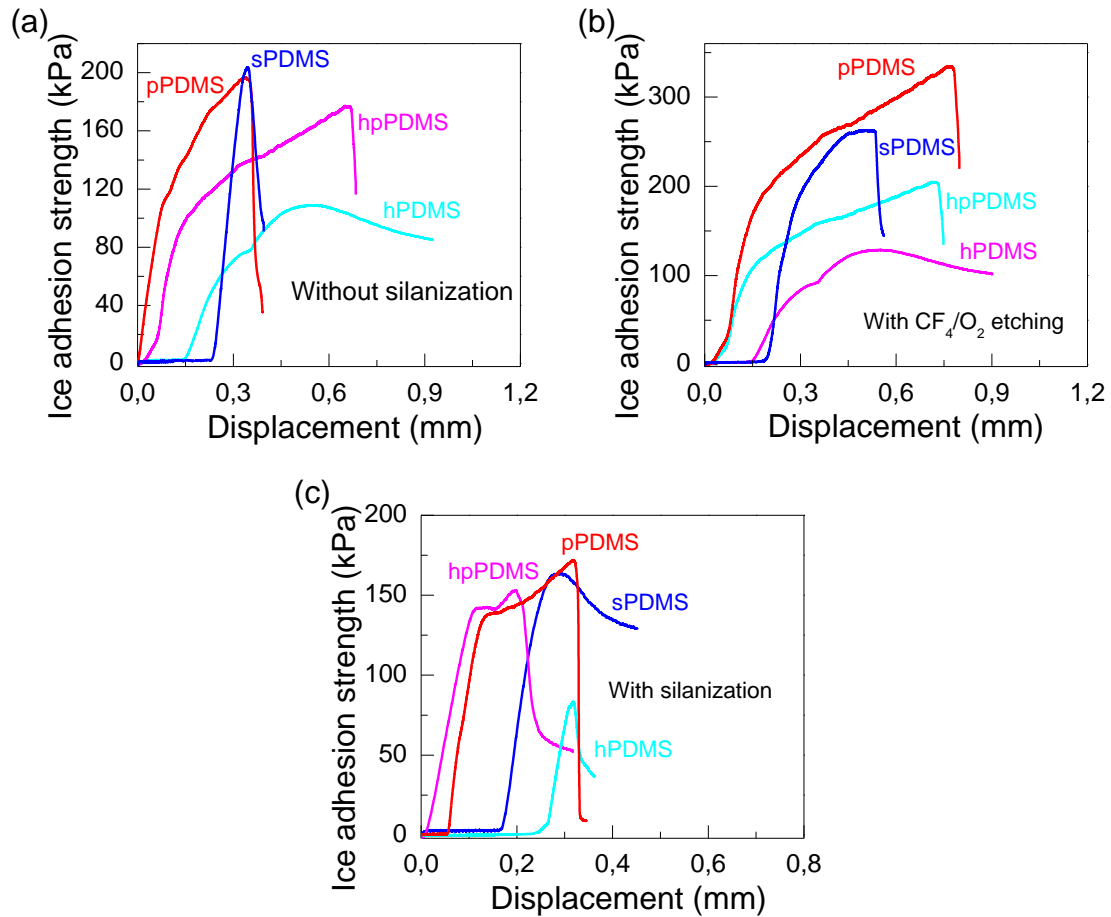 (a)
Ice adhesion strength (kPa)
200
160
120
80
40
0
sPDMS
pPDMS
hpPDMS
hPDMS
Without silanization
0,0
0,3
0,6
0,9
1,2
Displacement (mm)
(b)
Ice adhesion strength (kPa)
300
200
100
0
pPDMS
sPDMS
hpPDMS
hPDMS
With CF₄/O₂ etching
0,0
0,3
0,6
0,9
1,2
Displacement (mm)
(c)
Ice adhesion strength (kPa)
200
150
100
50
0
pPDMS
hpPDMS
sPDMS
With silanization
hPDMS
0,0
0,2
0,4
0,6
0,8
Displacement (mm)